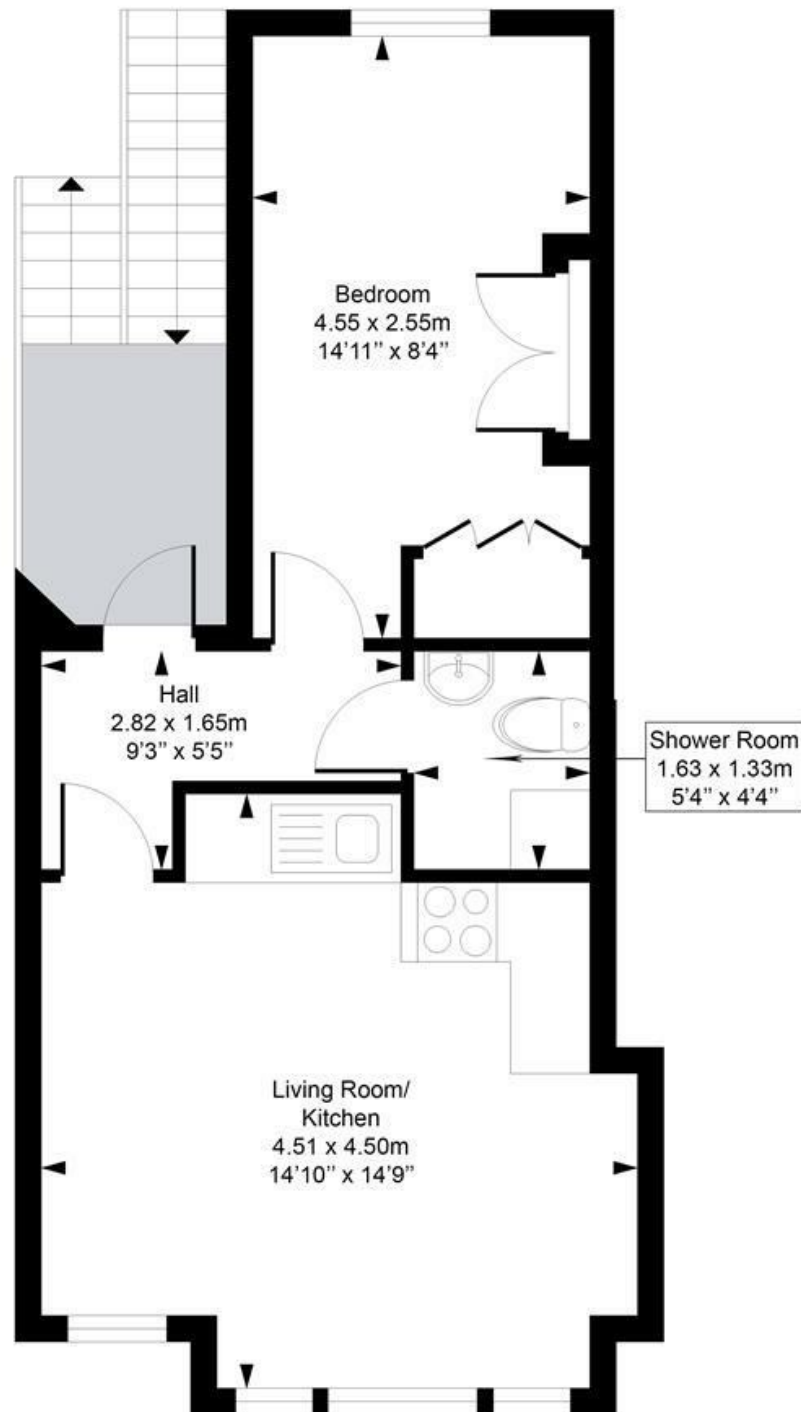 Bedroom
4.55 x 2.55m
14'11'' x 8'4''
Hall
2.82 x 1.65m
9'3'' x 5'5''
Shower Room
1.63 x 1.33m
5'4'' x 4'4''
Living Room/
Kitchen
4.51 x 4.50m
14'10'' x 14'9''